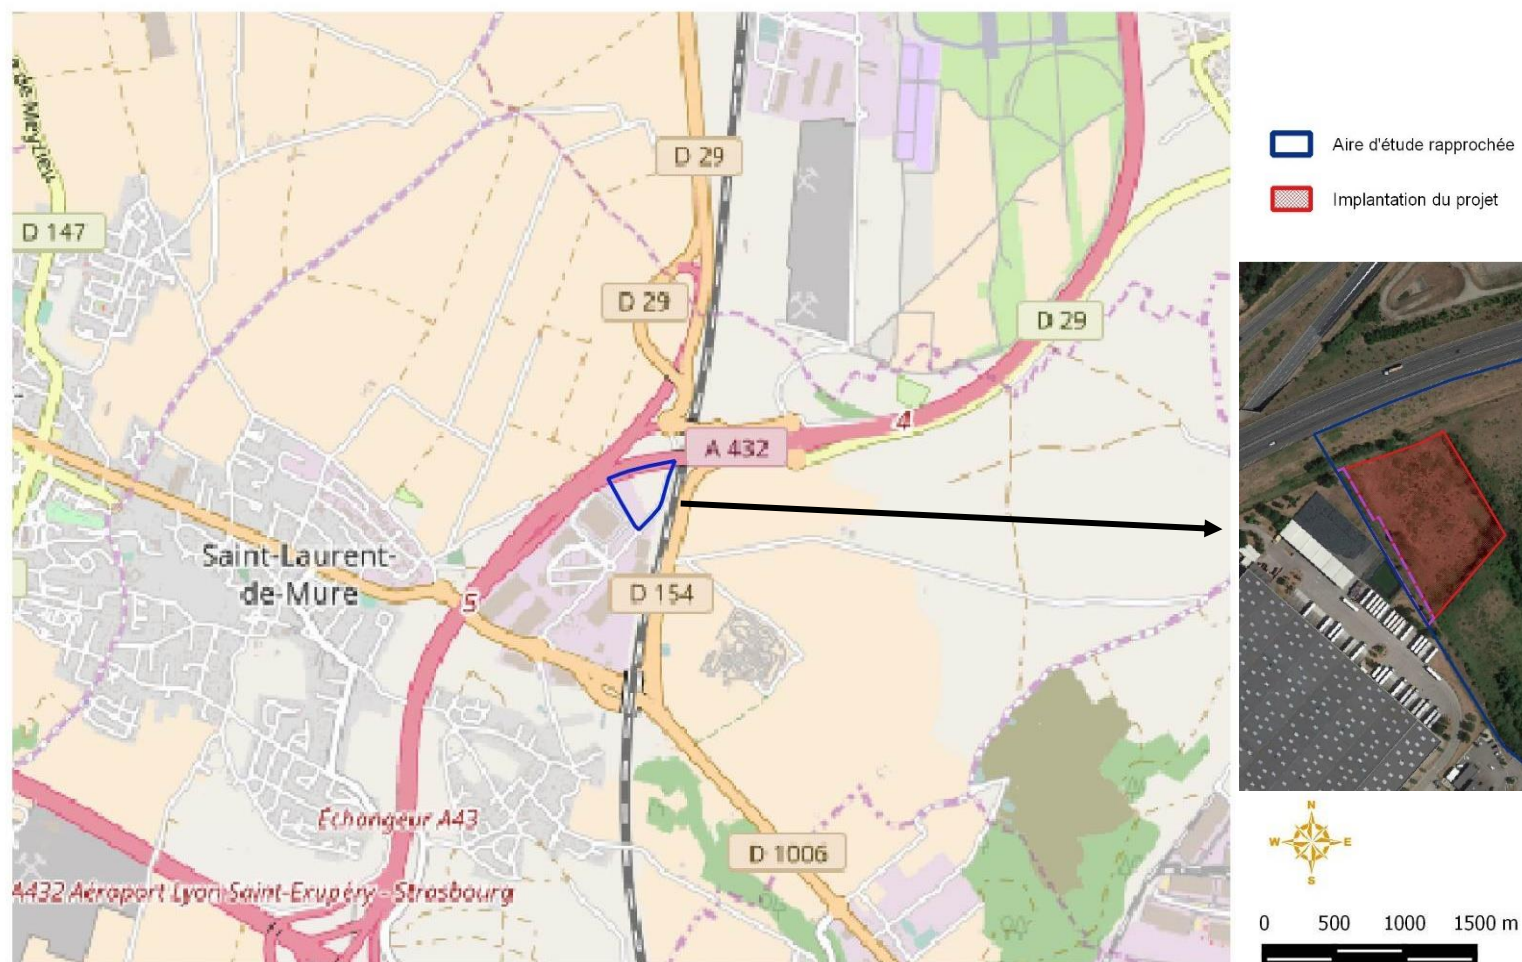 D 29
Aire d'étude rapprochée
Implantation du projet
D 147
D 29
D 29
4
A 432
Saint-Laurent-
de-Mure
5
D 154
Échangeur A43
D 1006
A432 Aéroport Lyon Saint-Exupéry - Strasbourg
N
W
E
S
0 500 1000 1500 m